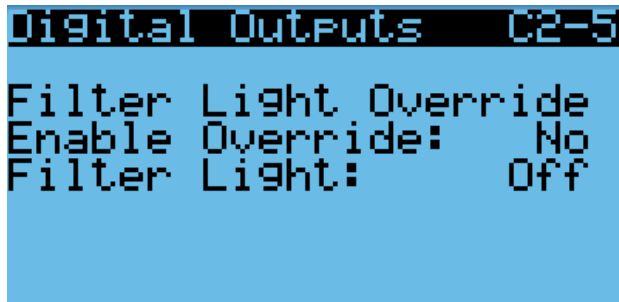 Digital Outputs C2-5
Filter Light Override
Enable Override: No
Filter Light: Off